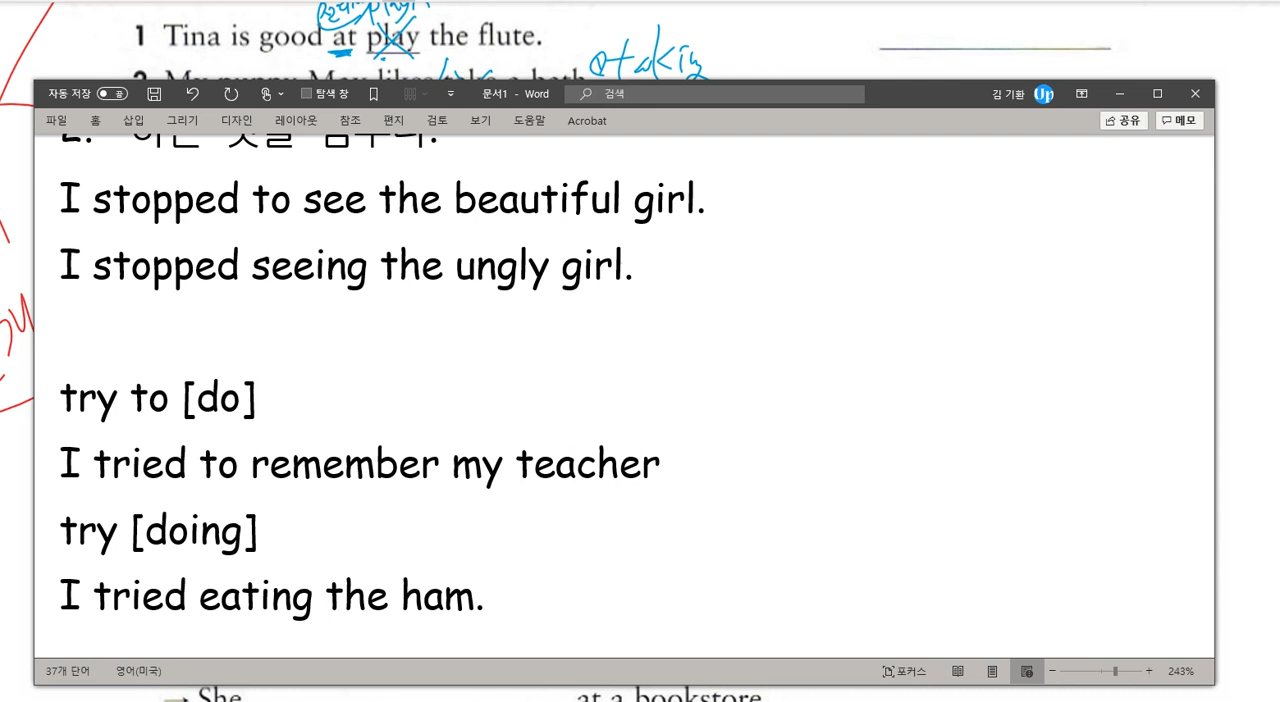 1 Tina is good at play the flute.
자동 저장 끔 탐색 창 문서1 - Word 검색 김 기환 Up
파일 홈 삽입 그리기 디자인 레이아웃 참조 편지 검토 보기 도움말 Acrobat 공유 메모
I stopped to see the beautiful girl.
I stopped seeing the ungly girl.
try to [do]
I tried to remember my teacher
try [doing]
I tried eating the ham.
37개 단어 영어(미국) 포커스 243%
→ She at a bookstore